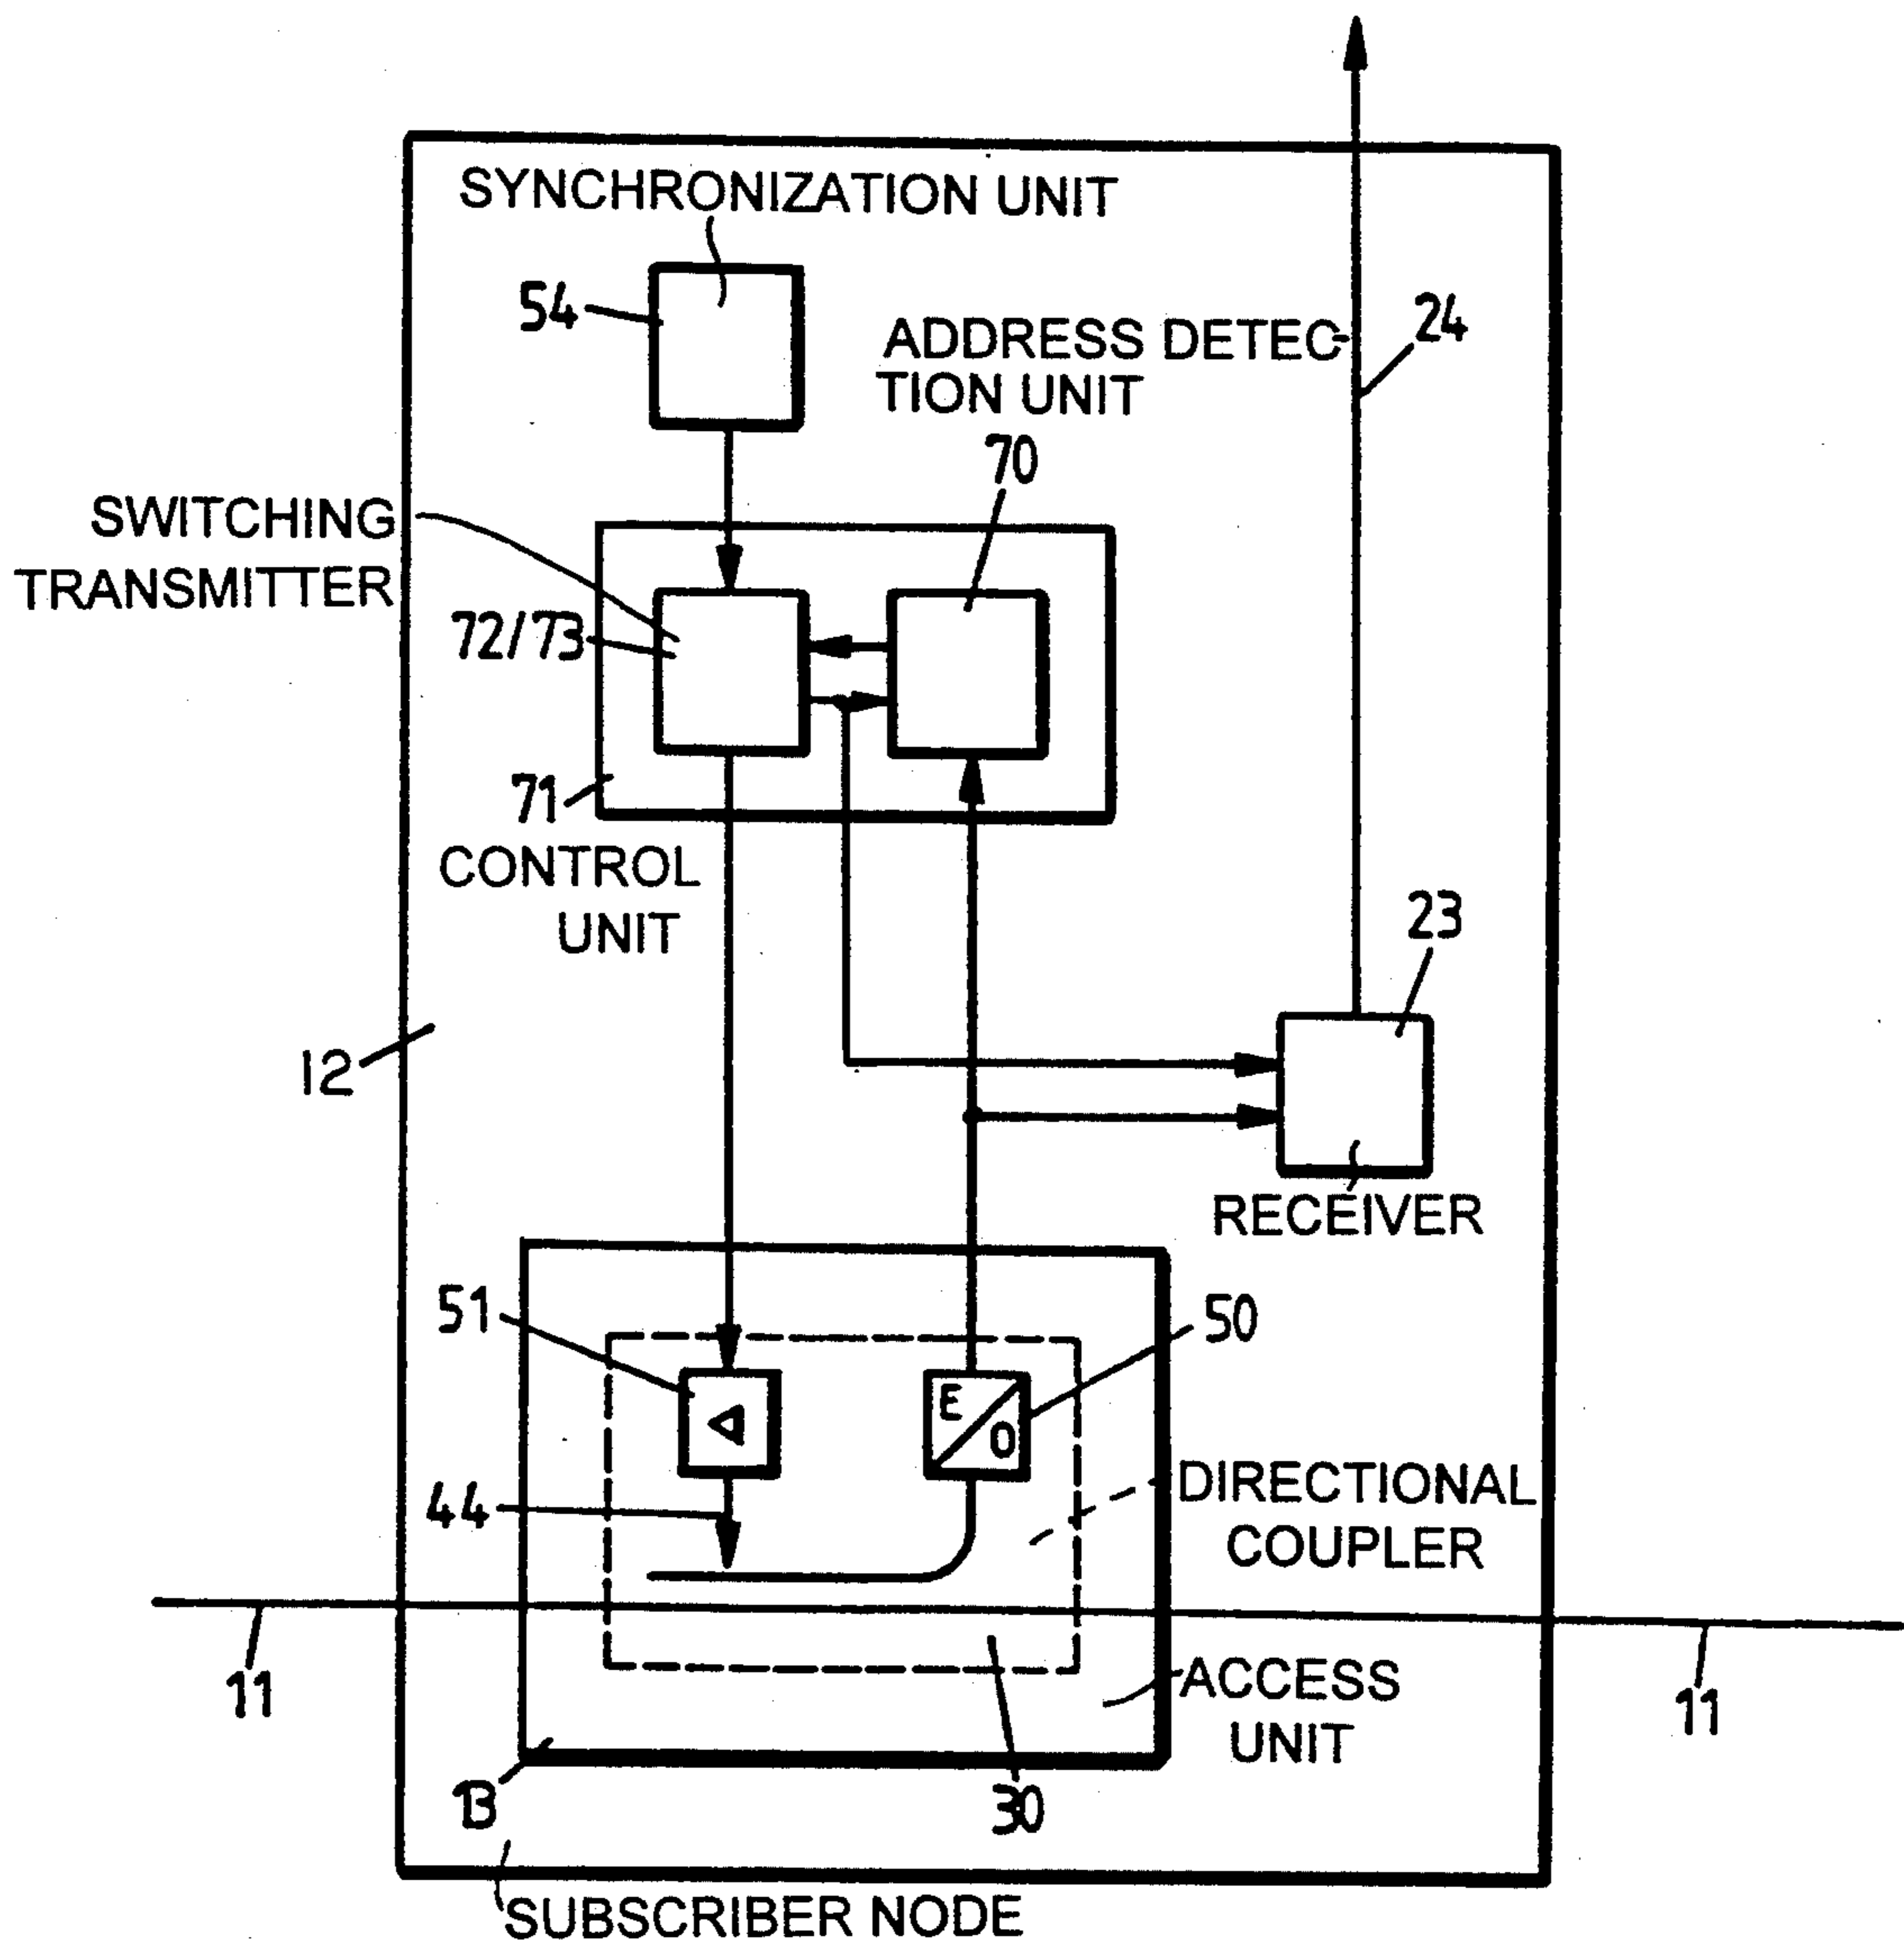 SYNCHRONIZATION UNIT
54
ADDRESS DETEC-
TION UNIT
24
70
SWITCHING
TRANSMITTER
72/73
71
CONTROL
UNIT
23
12
RECEIVER
51
50
E/O
44
DIRECTIONAL
COUPLER
11
ACCESS
UNIT
11
13
30
SUBSCRIBER NODE